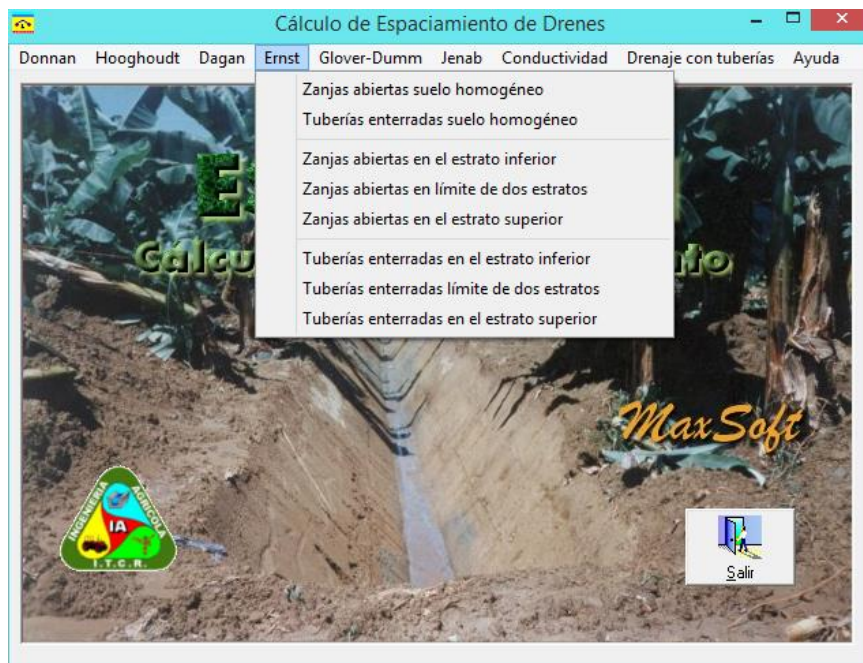 Cálculo de Espaciamiento de Drenes
Donnan Hooghoudt Dagan Ernst Glover-Dumm Jenab Conductividad Drenaje con tuberías Ayuda
Zanjas abiertas suelo homogéneo
Tuberías enterradas suelo homogéneo
Zanjas abiertas en el estrato inferior
Zanjas abiertas en límite de dos estratos
Zanjas abiertas en el estrato superior
Tuberías enterradas en el estrato inferior
Tuberías enterradas límite de dos estratos
Tuberías enterradas en el estrato superior
MaxSoft
INGENIERIA AGRICOLA
IA
I.T.C.R.
Salir